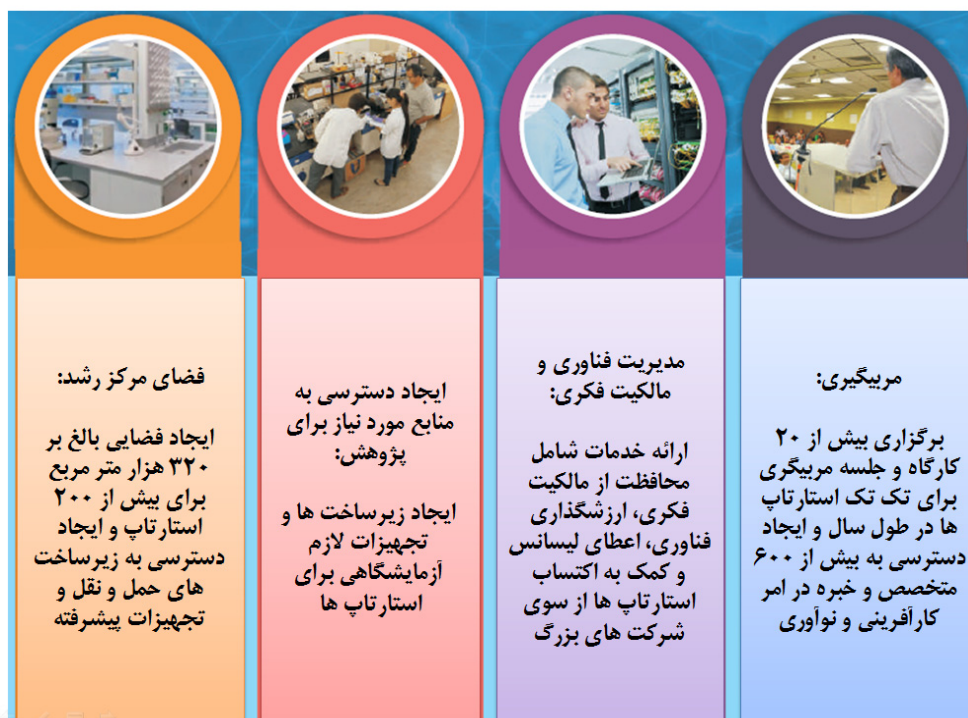 مربیگیری:
برگزاری بیش از ۲۰
کارگاه و جلسه مربیگری
برای تک تک استارتاپ
ها در طول سال و ایجاد
دسترسی به بیش از ۶۰۰
متخصص و خبره در امر
کارآفرینی و نوآوری
مدیریت فناوری و
مالکیت فکری:
ارائه خدمات شامل
محافظت از مالکیت
فکری، ارزشگذاری
فناوری، اعطای لیسانس
و کمک به اکتساب
استارتاپ ها از سوی
شرکت های بزرگ
ایجاد دسترسی به
منابع مورد نیاز برای
پژوهش:
ایجاد زیرساخت ها و
تجهیزات لازم
آزمایشگاهی برای
استارتاپ ها
فضای مرکز رشد:
ایجاد فضایی بالغ بر
۳۲۰ هزار متر مربع
برای بیش از ۲۰۰
استارتاپ و ایجاد
دسترسی به زیرساخت
های حمل و نقل و
تجهیزات پیشرفته